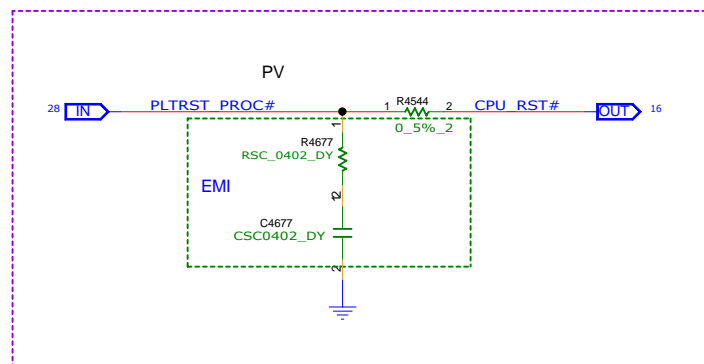 PV
28 IN PLTRST_PROC# 1 R4544 2 CPU_RST# OUT 16
0_5%_2
1
R4677
RSC_0402_DY
EMI
2
1
C4677
CSC0402_DY
2